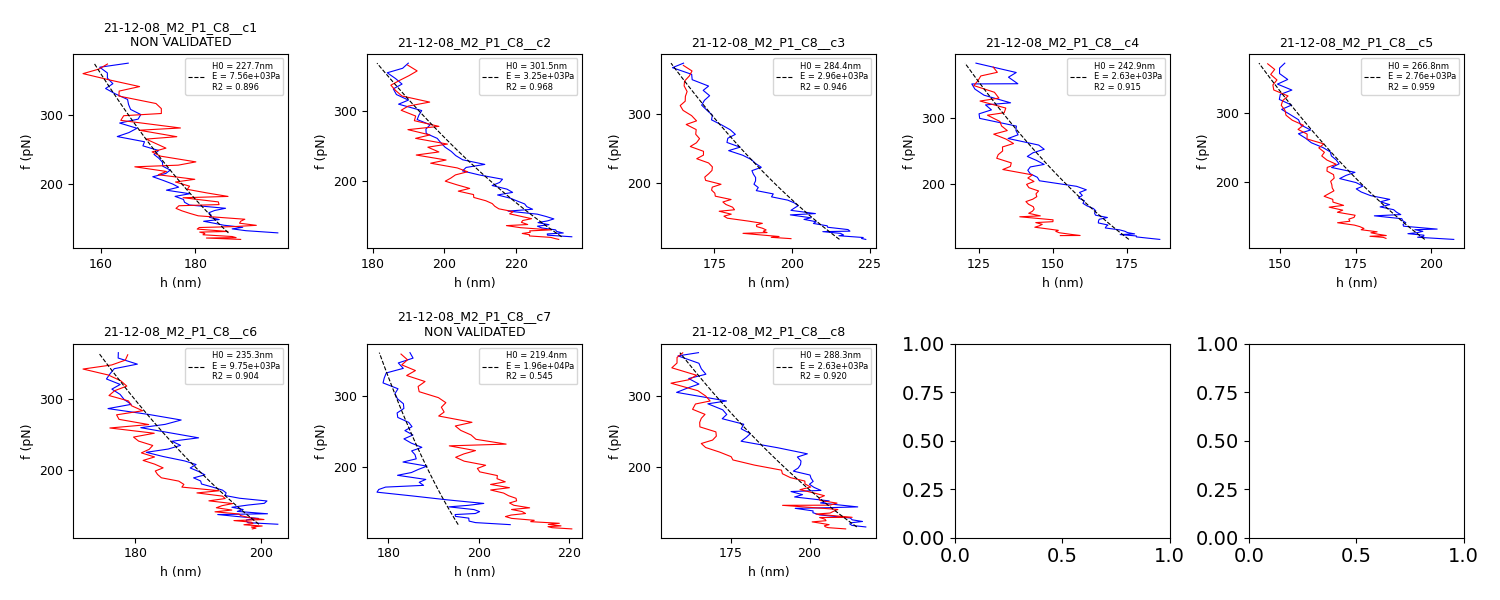 21-12-08_M2_P1_C8__c1
NON VALIDATED
H0 = 227.7nm
E = 7.56e+03Pa
R2 = 0.896
300
200
f (pN)
160
180
h (nm)
21-12-08_M2_P1_C8__c2
H0 = 301.5nm
E = 3.25e+03Pa
R2 = 0.968
300
200
f (pN)
180
200
220
h (nm)
21-12-08_M2_P1_C8__c3
H0 = 284.4nm
E = 2.96e+03Pa
R2 = 0.946
300
200
f (pN)
175
200
225
h (nm)
21-12-08_M2_P1_C8__c4
H0 = 242.9nm
E = 2.63e+03Pa
R2 = 0.915
300
200
f (pN)
125
150
175
h (nm)
21-12-08_M2_P1_C8__c5
H0 = 266.8nm
E = 2.76e+03Pa
R2 = 0.959
300
200
f (pN)
150
175
200
h (nm)
21-12-08_M2_P1_C8__c6
H0 = 235.3nm
E = 9.75e+03Pa
R2 = 0.904
300
200
f (pN)
180
200
h (nm)
21-12-08_M2_P1_C8__c7
NON VALIDATED
H0 = 219.4nm
E = 1.96e+04Pa
R2 = 0.545
300
200
f (pN)
180
200
220
h (nm)
21-12-08_M2_P1_C8__c8
H0 = 288.3nm
E = 2.63e+03Pa
R2 = 0.920
300
200
f (pN)
175
200
h (nm)
1.00
0.75
0.50
0.25
0.00
0.0
0.5
1.0
1.00
0.75
0.50
0.25
0.00
0.0
0.5
1.0